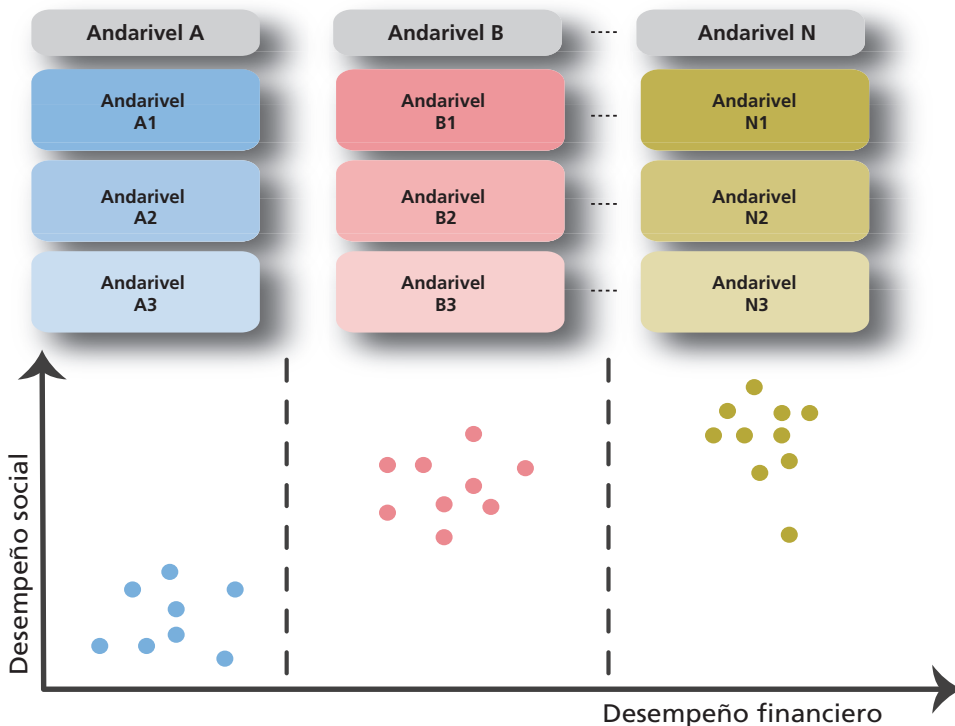 Andarivel A
Andarivel B
Andarivel N
Andarivel
A1
Andarivel
B1
Andarivel
N1
Andarivel
A2
Andarivel
B2
Andarivel
N2
Andarivel
A3
Andarivel
B3
Andarivel
N3
Desempeño social
Desempeño financiero